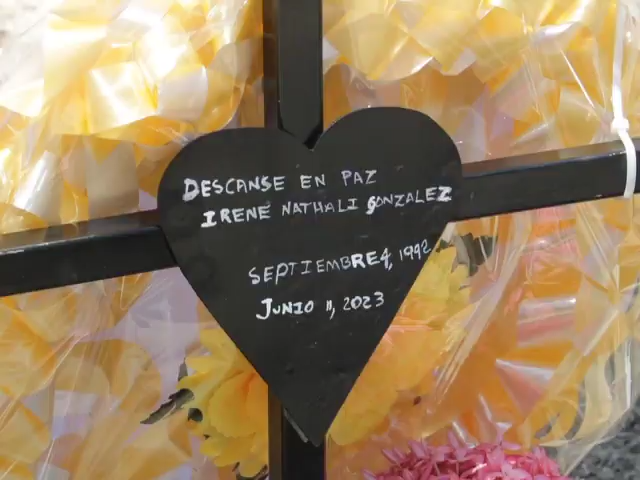 DESCANSE EN PAZ
IRENE NATHALI GONZALEZ
SEPTIEMBRE 4, 1992
JUNIO 11, 2023